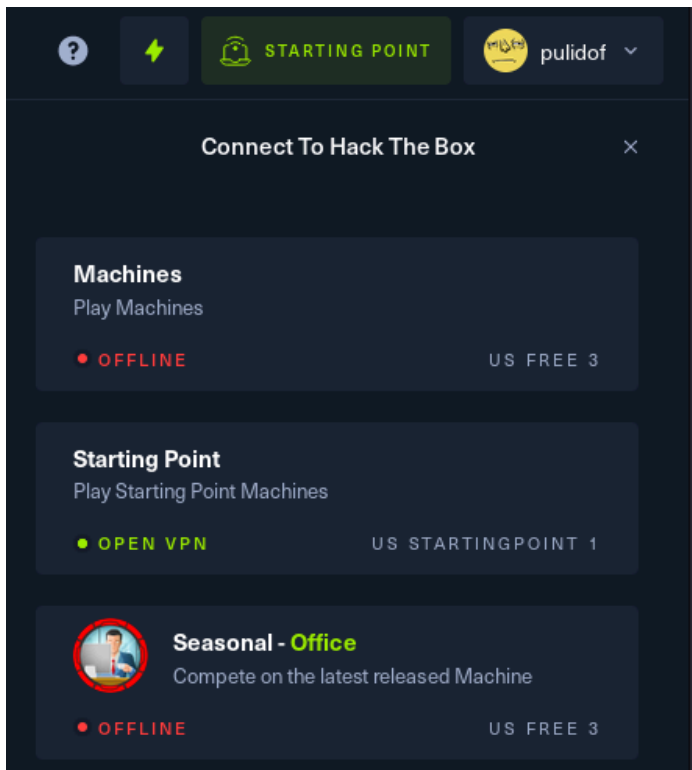 ?
STARTING POINT
pulidof
Connect To Hack The Box
Machines
Play Machines
OFFLINE US FREE 3
Starting Point
Play Starting Point Machines
OPEN VPN US STARTINGPOINT 1
Seasonal - Office
Compete on the latest released Machine
OFFLINE US FREE 3